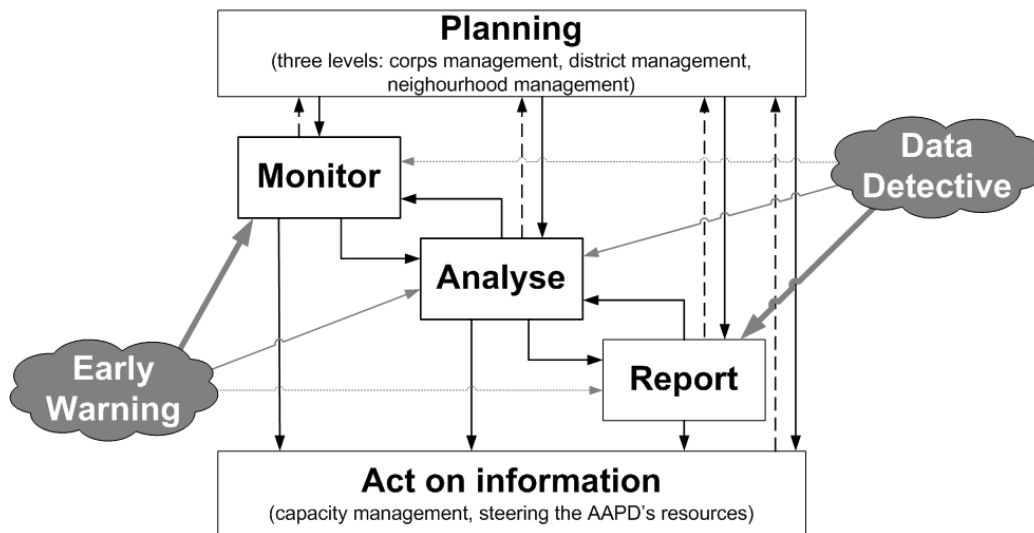 Planning
(three levels: corps management, district management,
neighourhood management)
Monitor
Data
Detective
Analyse
Early
Warning
Report
Act on information
(capacity management, steering the AAPD's resources)